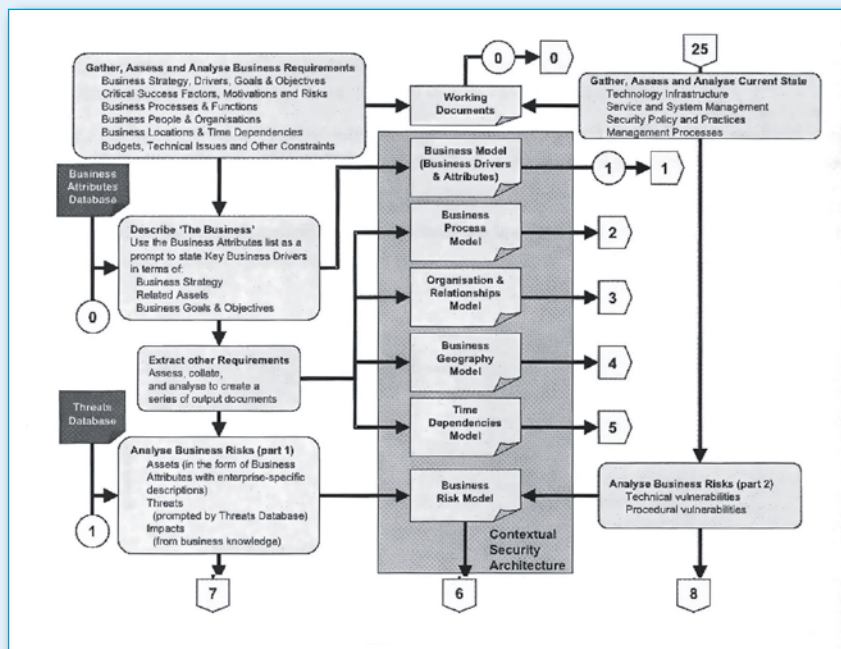 0
0
25
Gather, Assess and Analyse Business Requirements
Business Strategy, Drivers, Goals & Objectives
Critical Success Factors, Motivations and Risks
Business Processes & Functions
Business People & Organisations
Business Locations & Time Dependencies
Budgets, Technical Issues and Other Constraints
Working
Documents
Gather, Assess and Analyse Current State
Technology Infrastructure
Service and System Management
Security Policy and Practices
Management Processes
Business
Attributes
Database
Business Model
(Business Drivers
& Attributes)
1
1
Describe 'The Business'
Use the Business Attributes list as a
prompt to state Key Business Drivers
in terms of:
Business Strategy
Related Assets
Business Goals & Objectives
0
Business
Process
Model
2
Organisation &
Relationships
Model
3
Extract other Requirements
Assess, collate,
and analyse to create a
series of output documents
Business
Geography
Model
4
Threats
Database
Time
Dependencies
Model
5
Analyse Business Risks (part 1)
Assets (in the form of Business
Attributes with enterprise-specific
descriptions)
Threats
(prompted by Threats Database)
Impacts
(from business knowledge)
1
Business
Risk Model
Analyse Business Risks (part 2)
Technical vulnerabilities
Procedural vulnerabilities
Contextual
Security
Architecture
7
6
8